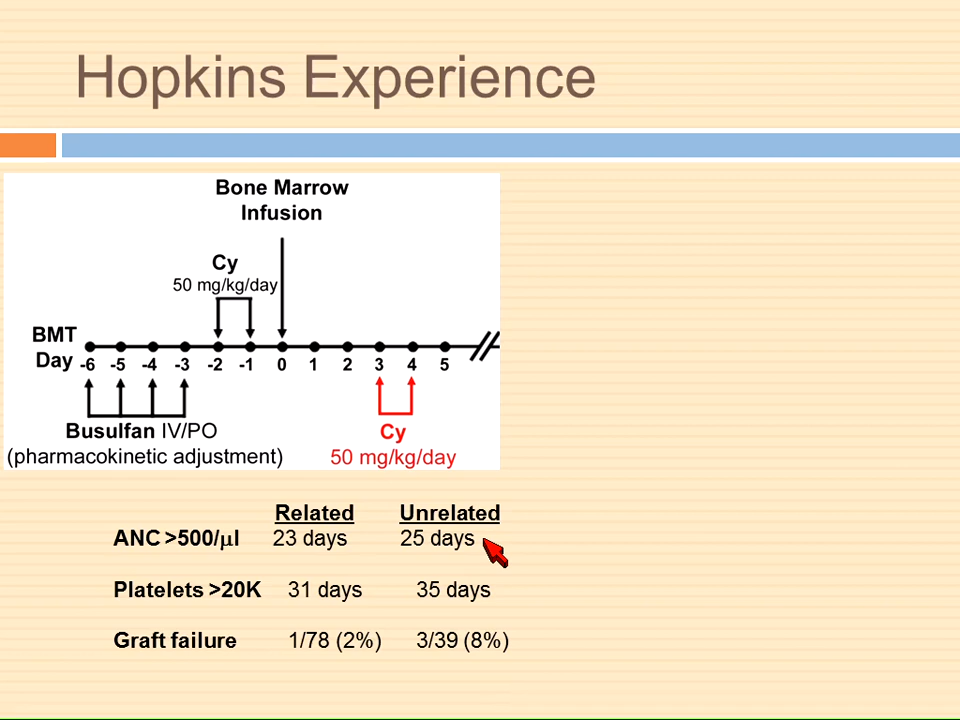 Hopkins Experience
Bone Marrow
Infusion
Cy
50 mg/kg/day
BMT
Day -6 -5 -4 -3 -2 -1 0 1 2 3 4 5
Busulfan IV/PO
(pharmacokinetic adjustment)
Cy
50 mg/kg/day
Related Unrelated
ANC >500/μl 23 days 25 days
Platelets >20K 31 days 35 days
Graft failure 1/78 (2%) 3/39 (8%)